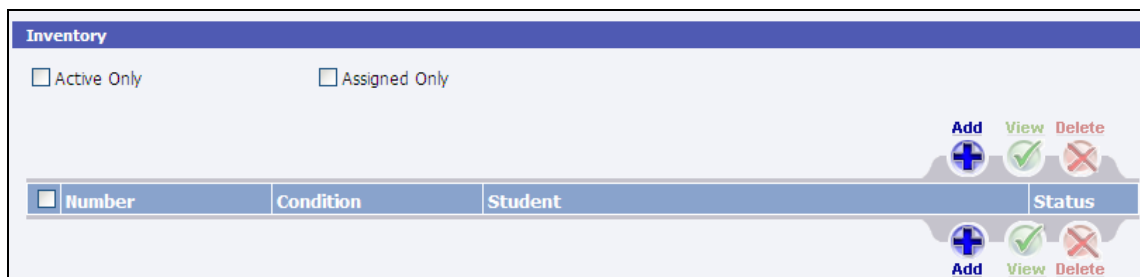 Inventory
Active Only Assigned Only
Add View Delete
Number Condition Student Status
Add View Delete